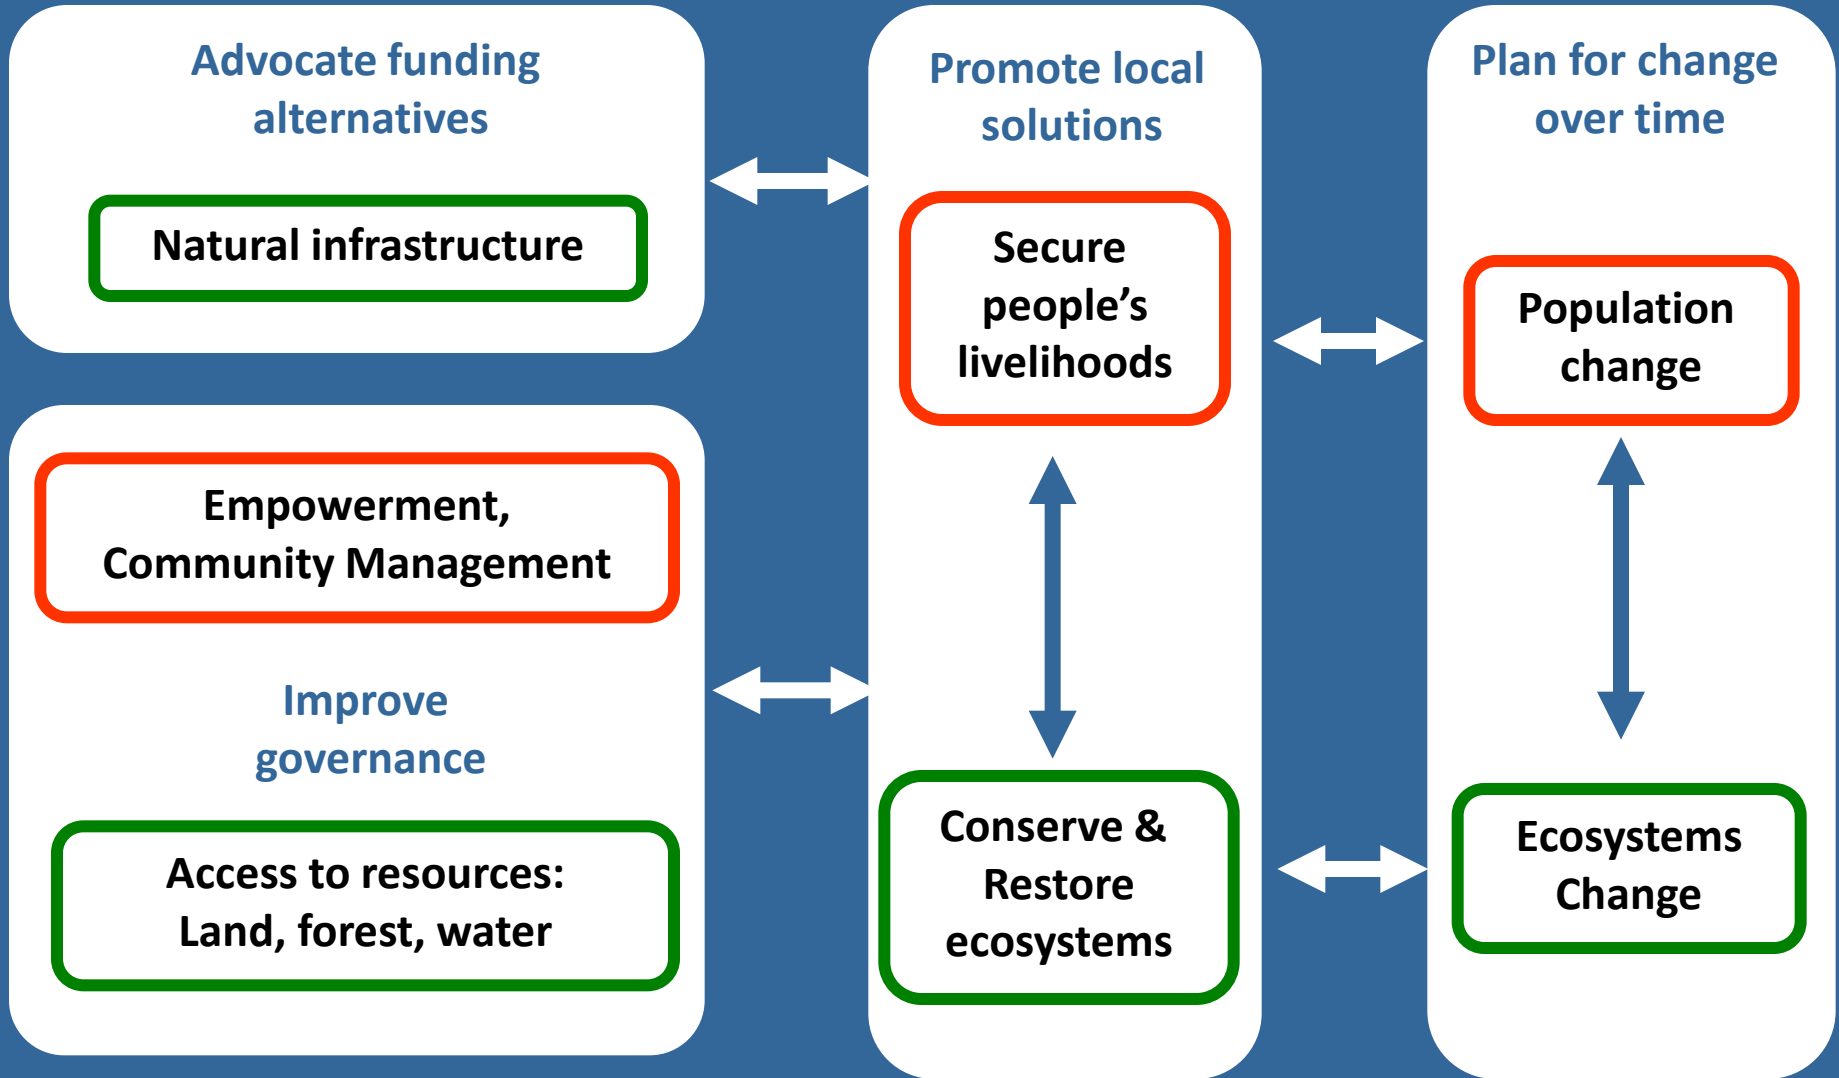 Advocate funding
alternatives
Natural infrastructure
Empowerment,
Community Management
Improve
governance
Access to resources:
Land, forest, water
Promote local
solutions
Secure
people’s
livelihoods
Conserve &
Restore
ecosystems
Plan for change
over time
Population
change
Ecosystems
Change